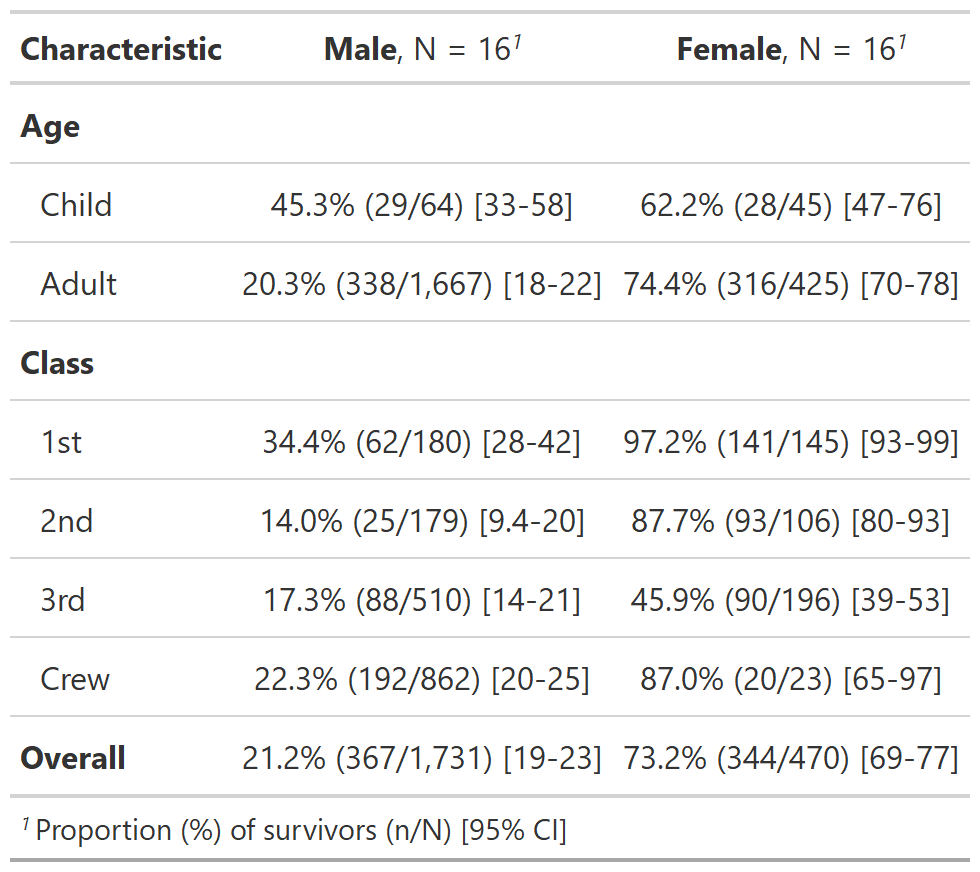 Characteristic Male, N = 16¹ Female, N = 16¹
Age
Child 45.3% (29/64) [33-58] 62.2% (28/45) [47-76]
Adult 20.3% (338/1,667) [18-22] 74.4% (316/425) [70-78]
Class
1st 34.4% (62/180) [28-42] 97.2% (141/145) [93-99]
2nd 14.0% (25/179) [9.4-20] 87.7% (93/106) [80-93]
3rd 17.3% (88/510) [14-21] 45.9% (90/196) [39-53]
Crew 22.3% (192/862) [20-25] 87.0% (20/23) [65-97]
Overall 21.2% (367/1,731) [19-23] 73.2% (344/470) [69-77]
¹ Proportion (%) of survivors (n/N) [95% CI]